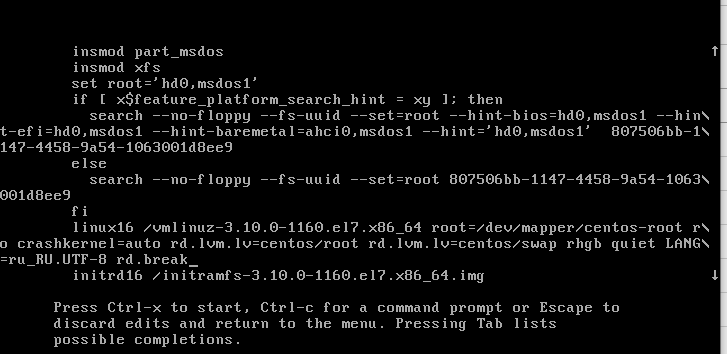 insmod part_msdos
insmod xfs
set root='hd0,msdos1'
if [ x$feature_platform_search_hint = xy ]; then
search --no-floppy --fs-uuid --set=root --hint-bios=hd0,msdos1 --hin\
t-efi=hd0,msdos1 --hint-baremetal=ahci0,msdos1 --hint='hd0,msdos1'  807506bb-1\
147-4458-9a54-1063001d8ee9
else
search --no-floppy --fs-uuid --set=root 807506bb-1147-4458-9a54-1063\
001d8ee9
fi
linux16 /vmlinuz-3.10.0-1160.el7.x86_64 root=/dev/mapper/centos-root r\
o crashkernel=auto rd.lvm.lv=centos/root rd.lvm.lv=centos/swap rhgb quiet LANG\
=ru_RU.UTF-8 rd.break_
initrd16 /initramfs-3.10.0-1160.el7.x86_64.img
Press Ctrl-x to start, Ctrl-c for a command prompt or Escape to
discard edits and return to the menu. Pressing Tab lists
possible completions.